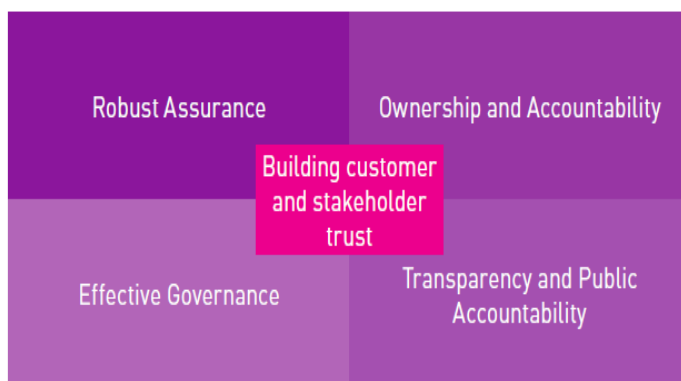 Robust Assurance
Ownership and Accountability
Building customer
and stakeholder
trust
Effective Governance
Transparency and Public
Accountability